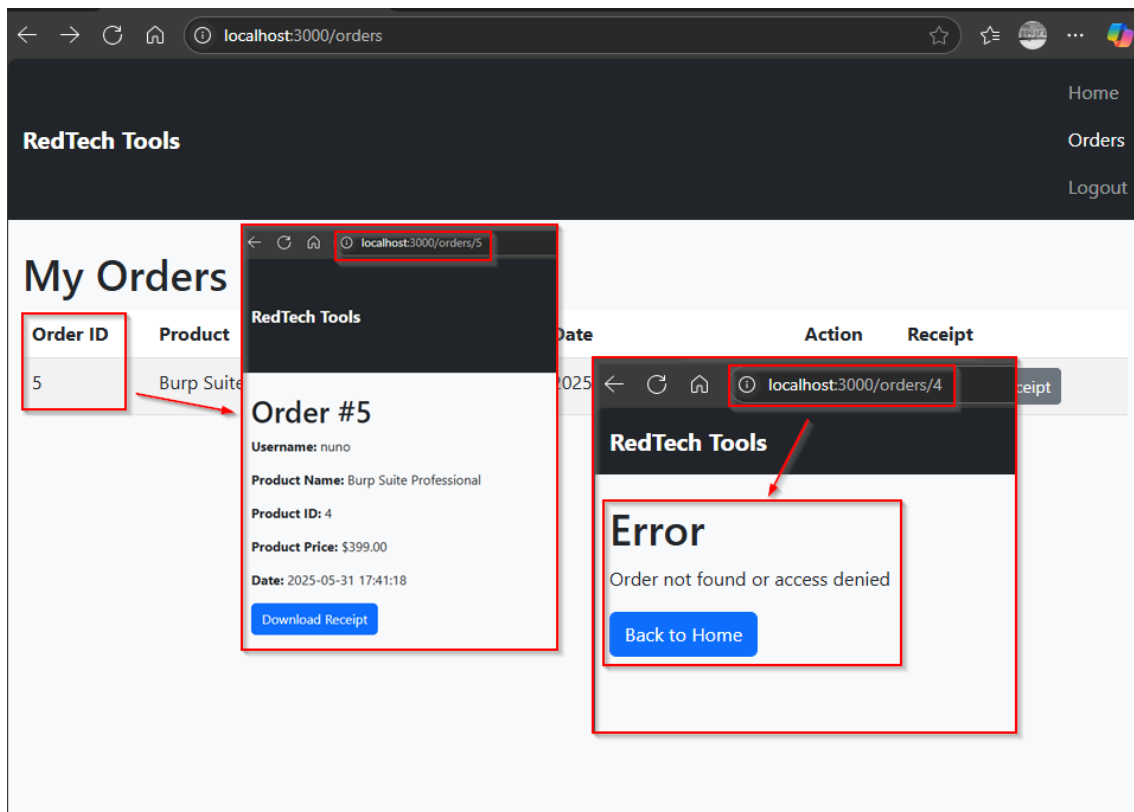 localhost:3000/orders
Home
RedTech Tools
Orders
Logout
My Orders
Order ID Product Date Action Receipt
5 Burp Suite 2025
localhost:3000/orders/5
RedTech Tools
Order #5
Username: nuno
Product Name: Burp Suite Professional
Product ID: 4
Product Price: $399.00
Date: 2025-05-31 17:41:18
Download Receipt
localhost:3000/orders/4
RedTech Tools
Error
Order not found or access denied
Back to Home